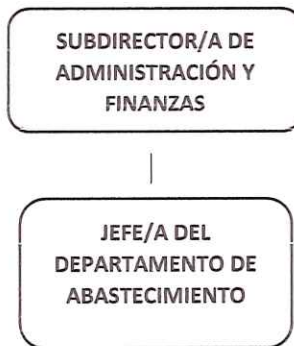 SUBDIRECTOR/A DE
ADMINISTRACIÓN Y
FINANZAS
JEFE/A DEL
DEPARTAMENTO DE
ABASTECIMIENTO